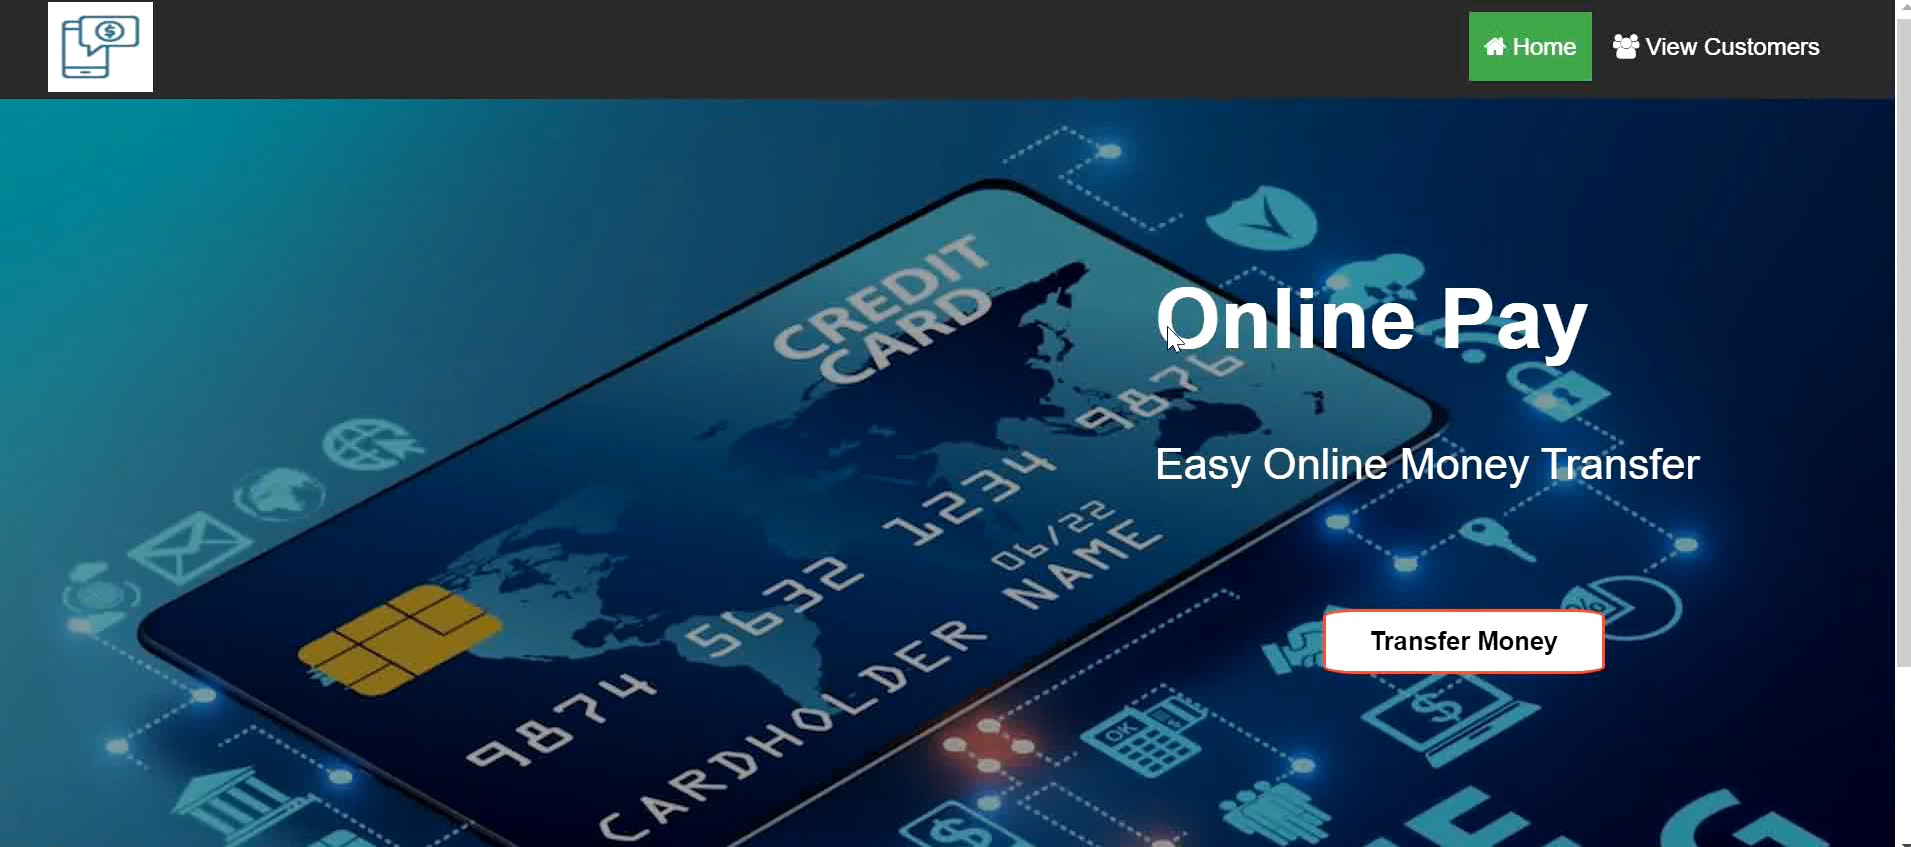 $
Home
View Customers
CREDIT
CARD
Online Pay
Easy Online Money Transfer
9874 5632 1234 9876
06/22
CARDHOLDER NAME
%
Transfer Money
OK
$
$